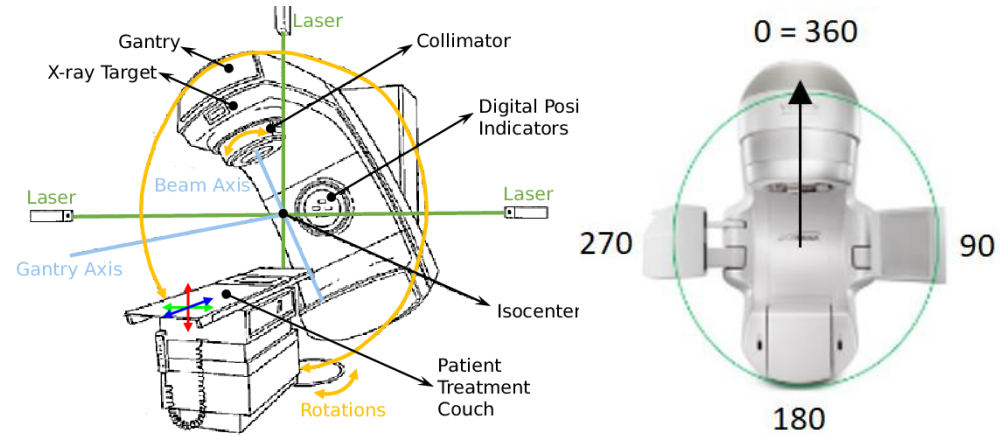 Laser
Gantry
Collimator
X-ray Target
Digital Posi
Indicators
Beam Axis
Laser
Laser
Gantry Axis
Isocenter
Patient
Treatment
Couch
Rotations
0 = 360
270
90
180